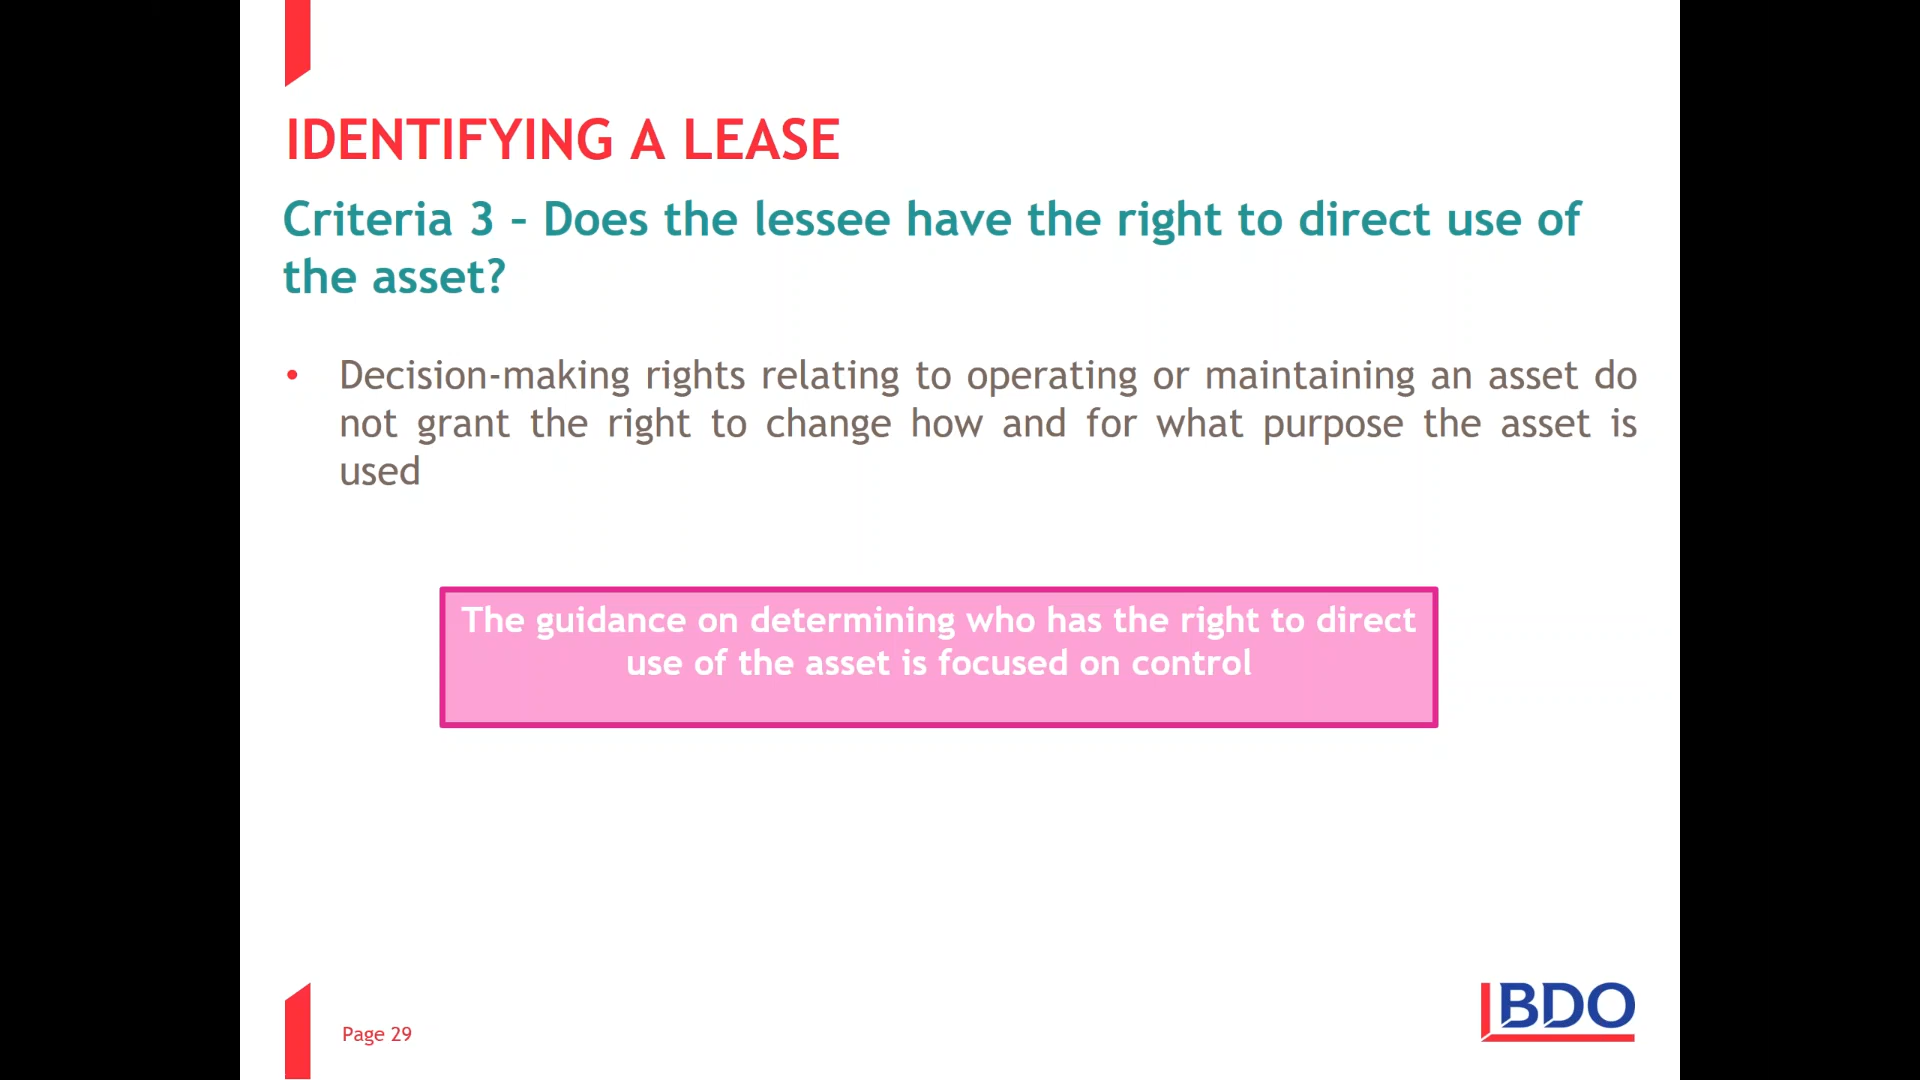 IDENTIFYING A LEASE
Criteria 3 – Does the lessee have the right to direct use of
the asset?
• Decision-making rights relating to operating or maintaining an asset do
not grant the right to change how and for what purpose the asset is
used
The guidance on determining who has the right to direct
use of the asset is focused on control
Page 29
BDO